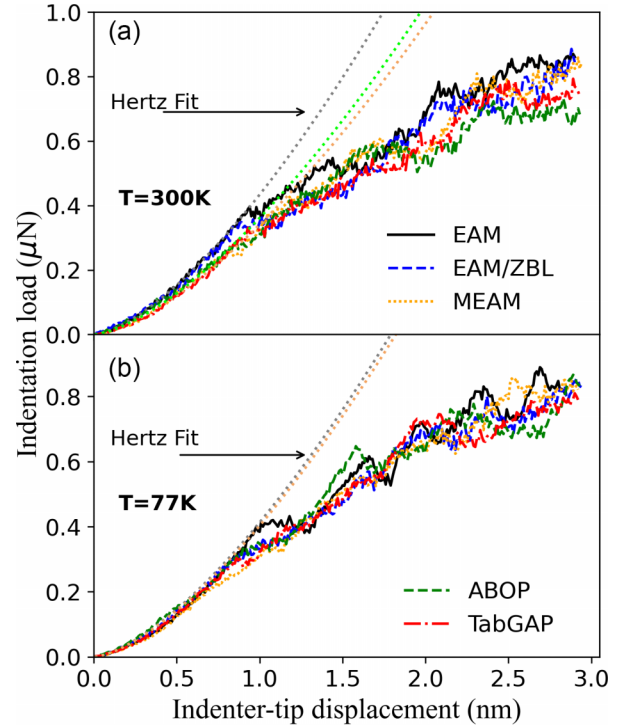 (a)
Hertz Fit
T=300K
EAM
EAM/ZBL
MEAM
1.0
0.8
0.6
0.4
0.2
0.0
(b)
Hertz Fit
T=77K
ABOP
TabGAP
0.8
0.6
0.4
0.2
0.0
0.0 0.5 1.0 1.5 2.0 2.5 3.0
Indenter-tip displacement (nm)
Indentation load (μN)